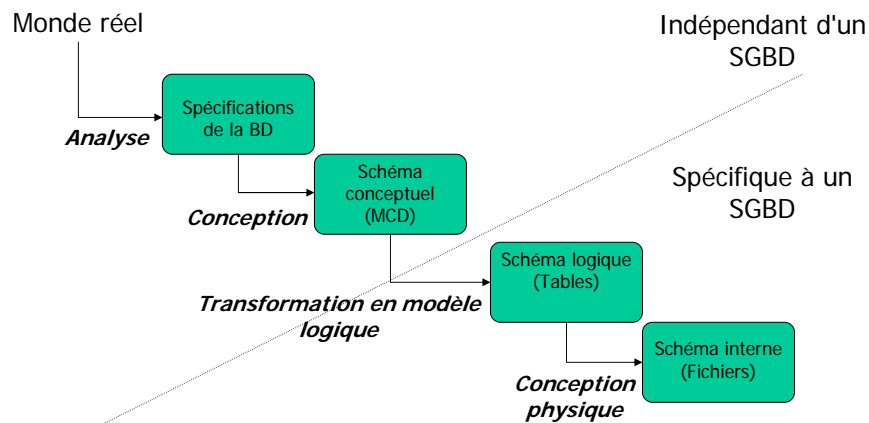 Monde réel
Indépendant d'un
SGBD
Spécifications
de la BD
Analyse
Schéma
conceptuel
(MCD)
Spécifique à un
SGBD
Conception
Schéma logique
(Tables)
Transformation en modèle
logique
Schéma interne
(Fichiers)
Conception
physique